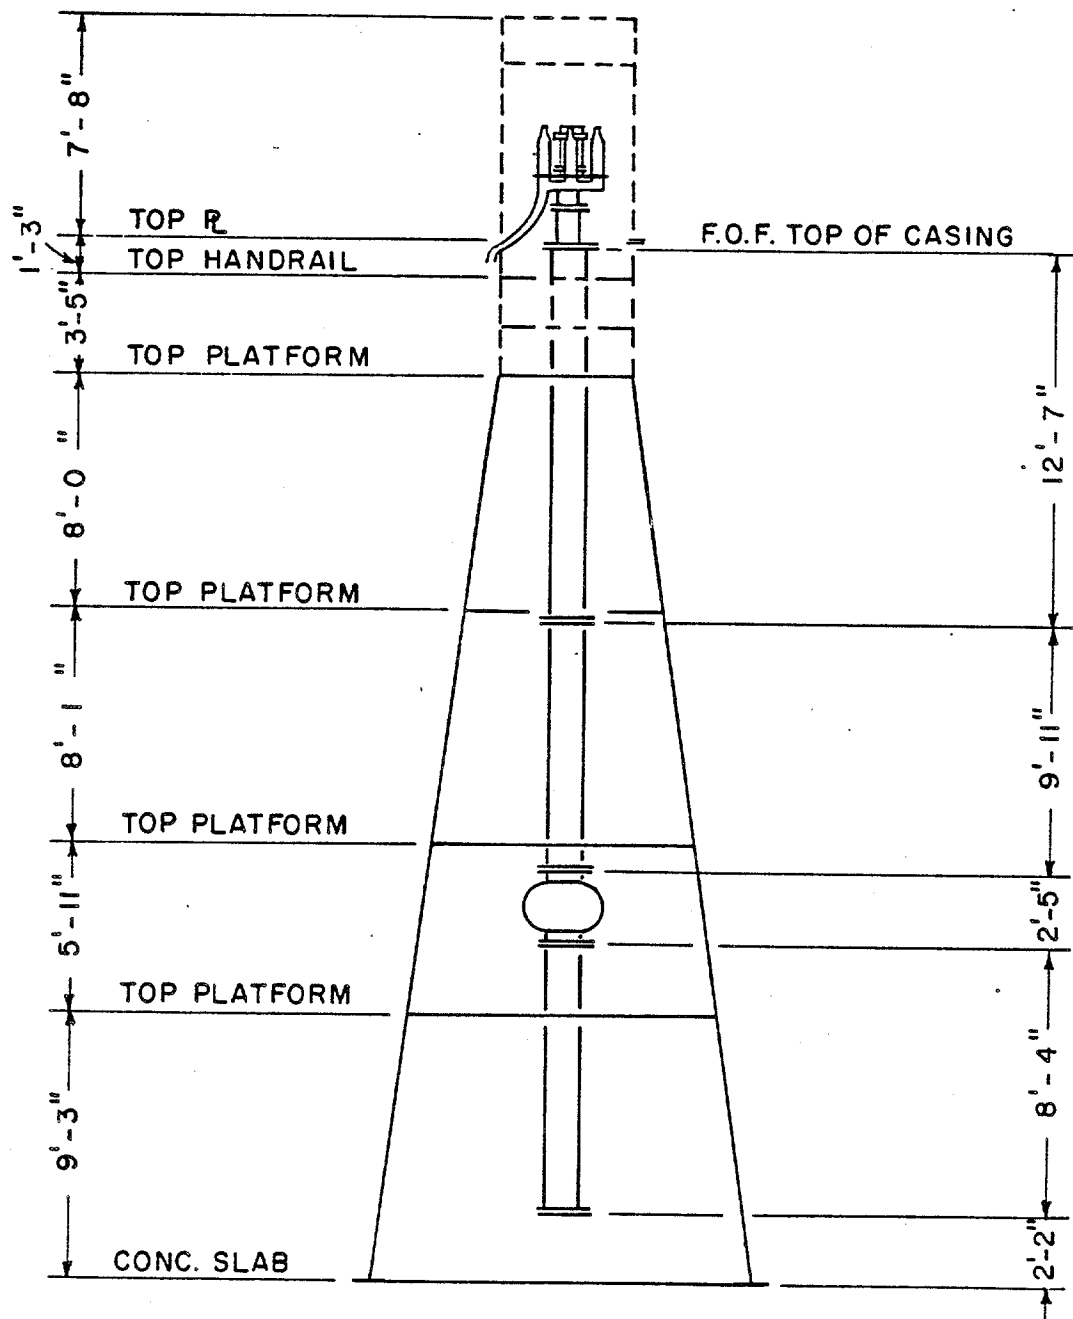 7'-8"
TOP ⅊
1'-3"
F.O.F. TOP OF CASING
TOP HANDRAIL
3'-5"
TOP PLATFORM
8'-0"
12'-7"
TOP PLATFORM
8'-1"
9'-11"
TOP PLATFORM
5'-11"
2'-5"
TOP PLATFORM
8'-4"
9'-3"
2'-2"
CONC. SLAB